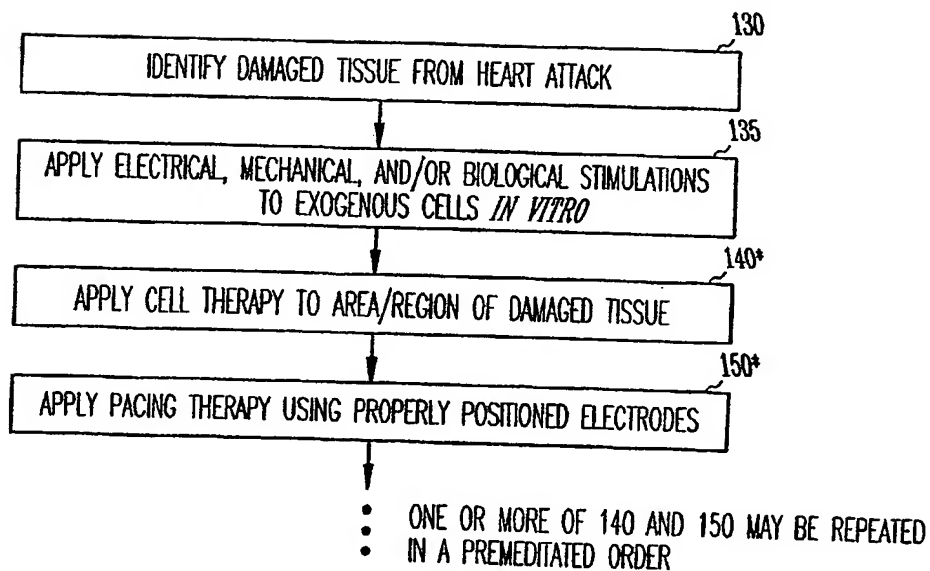 130
IDENTIFY DAMAGED TISSUE FROM HEART ATTACK
135
APPLY ELECTRICAL, MECHANICAL, AND/OR BIOLOGICAL STIMULATIONS
TO EXOGENOUS CELLS IN VITRO
140*
APPLY CELL THERAPY TO AREA/REGION OF DAMAGED TISSUE
150*
APPLY PACING THERAPY USING PROPERLY POSITIONED ELECTRODES
ONE OR MORE OF 140 AND 150 MAY BE REPEATED
IN A PREMEDITATED ORDER